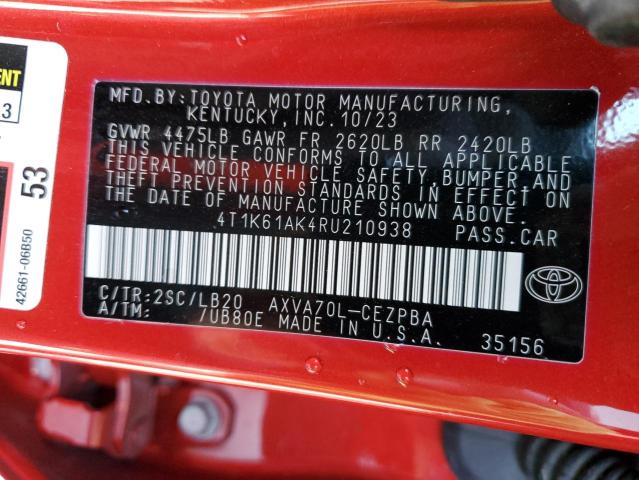 MFD.BY:TOYOTA MOTOR MANUFACTURING,
KENTUCKY, INC. 10/23
GVWR 4475LB GAWR FR 2620LB RR 2420LB
THIS VEHICLE CONFORMS TO ALL APPLICABLE
FEDERAL MOTOR VEHICLE SAFETY, BUMPER, AND
THEFT PREVENTION STANDARDS IN EFFECT ON
THE DATE OF MANUFACTURE SHOWN ABOVE.
4T1K61AK4RU210938 PASS.CAR
C/TR:2SC/LB20 AXVA70L-CEZPBA
A/TM: /UB80E MADE IN U.S.A.
35156
53
42661-06B50